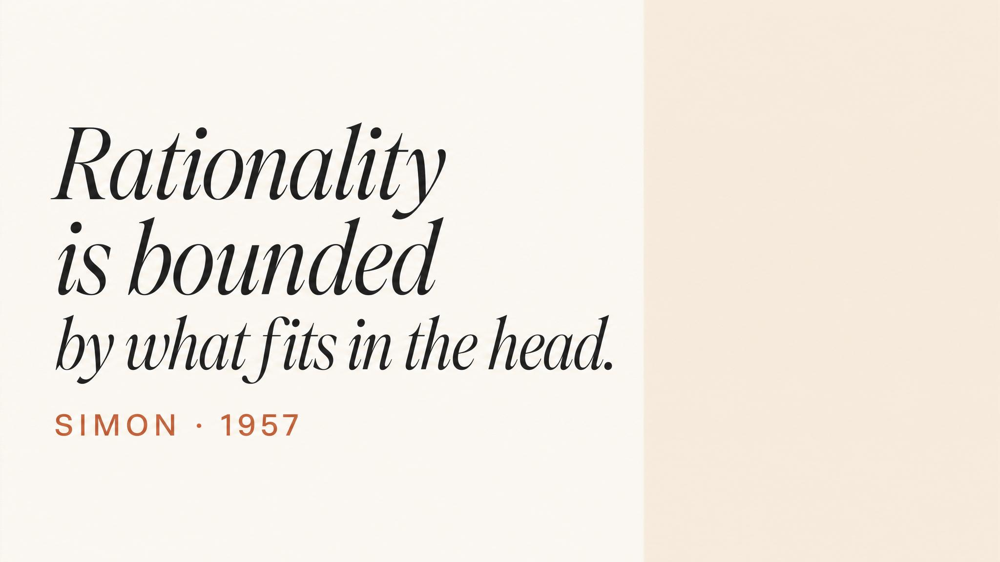 Rationality
is bounded
by what fits in the head.
SIMON · 1957